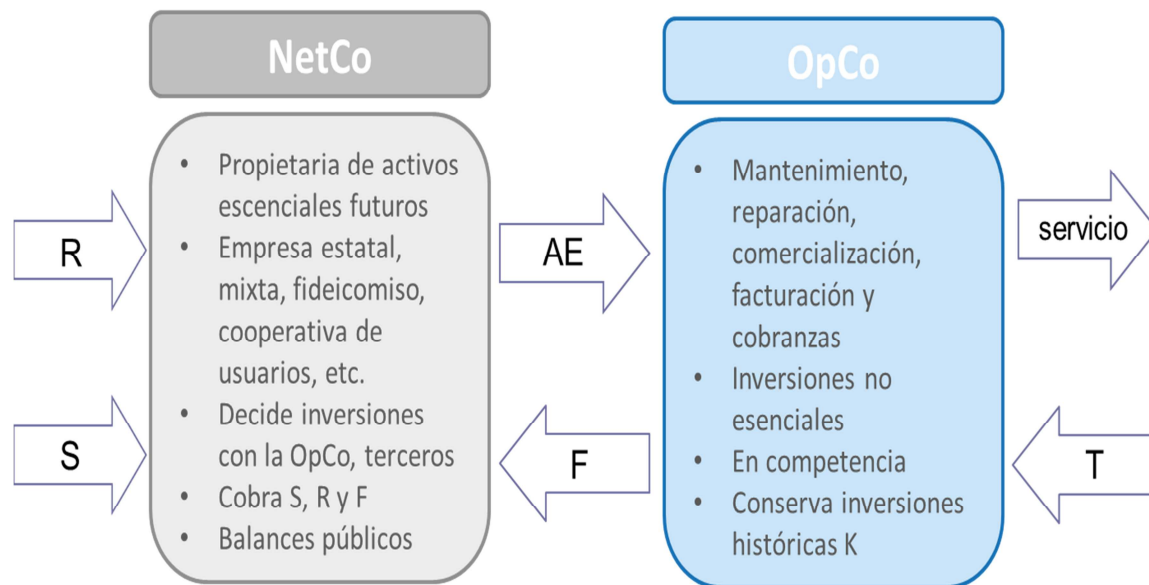 NetCo
OpCo
R
S
• Propietaria de activos
escenciales futuros
• Empresa estatal,
mixta, fideicomiso,
cooperativa de
usuarios, etc.
• Decide inversiones
con la OpCo, terceros
• Cobra S, R y F
• Balances públicos
AE
F
• Mantenimiento,
reparación,
comercialización,
facturación y
cobranzas
• Inversiones no
esenciales
• En competencia
• Conserva inversiones
históricas K
servicio
T